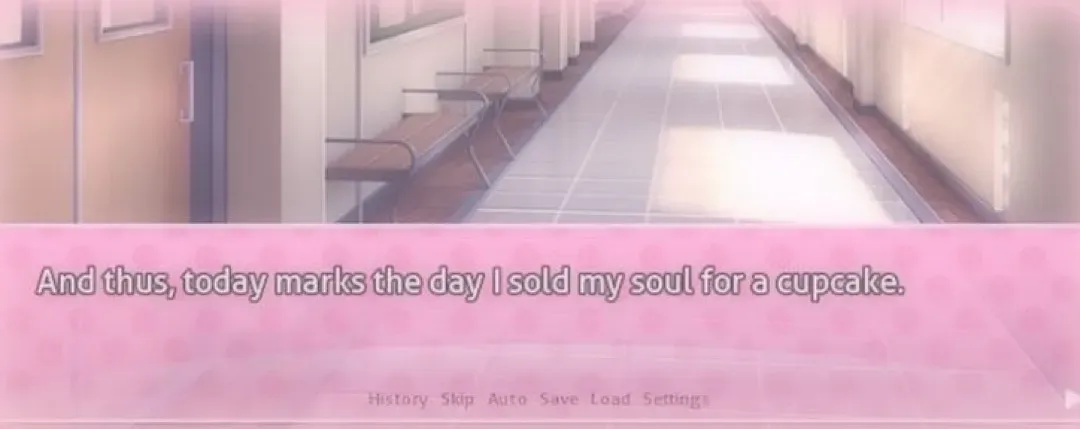 And thus, today marks the day I sold my soul for a cupcake.
History Skip Auto Save Load Settings